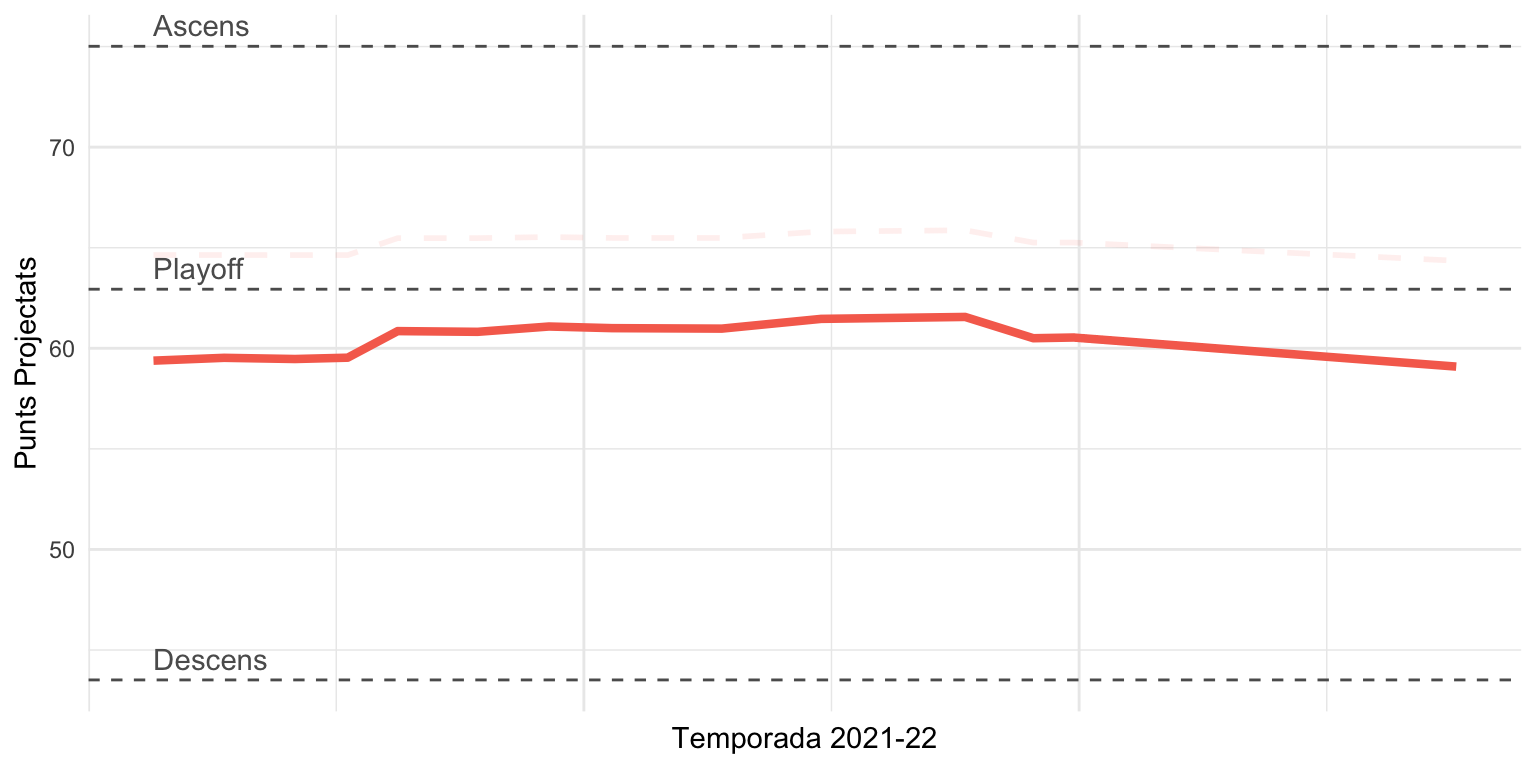 Ascens
70
Playoff
60
Punts Projectats
50
Descens
Temporada 2021-22